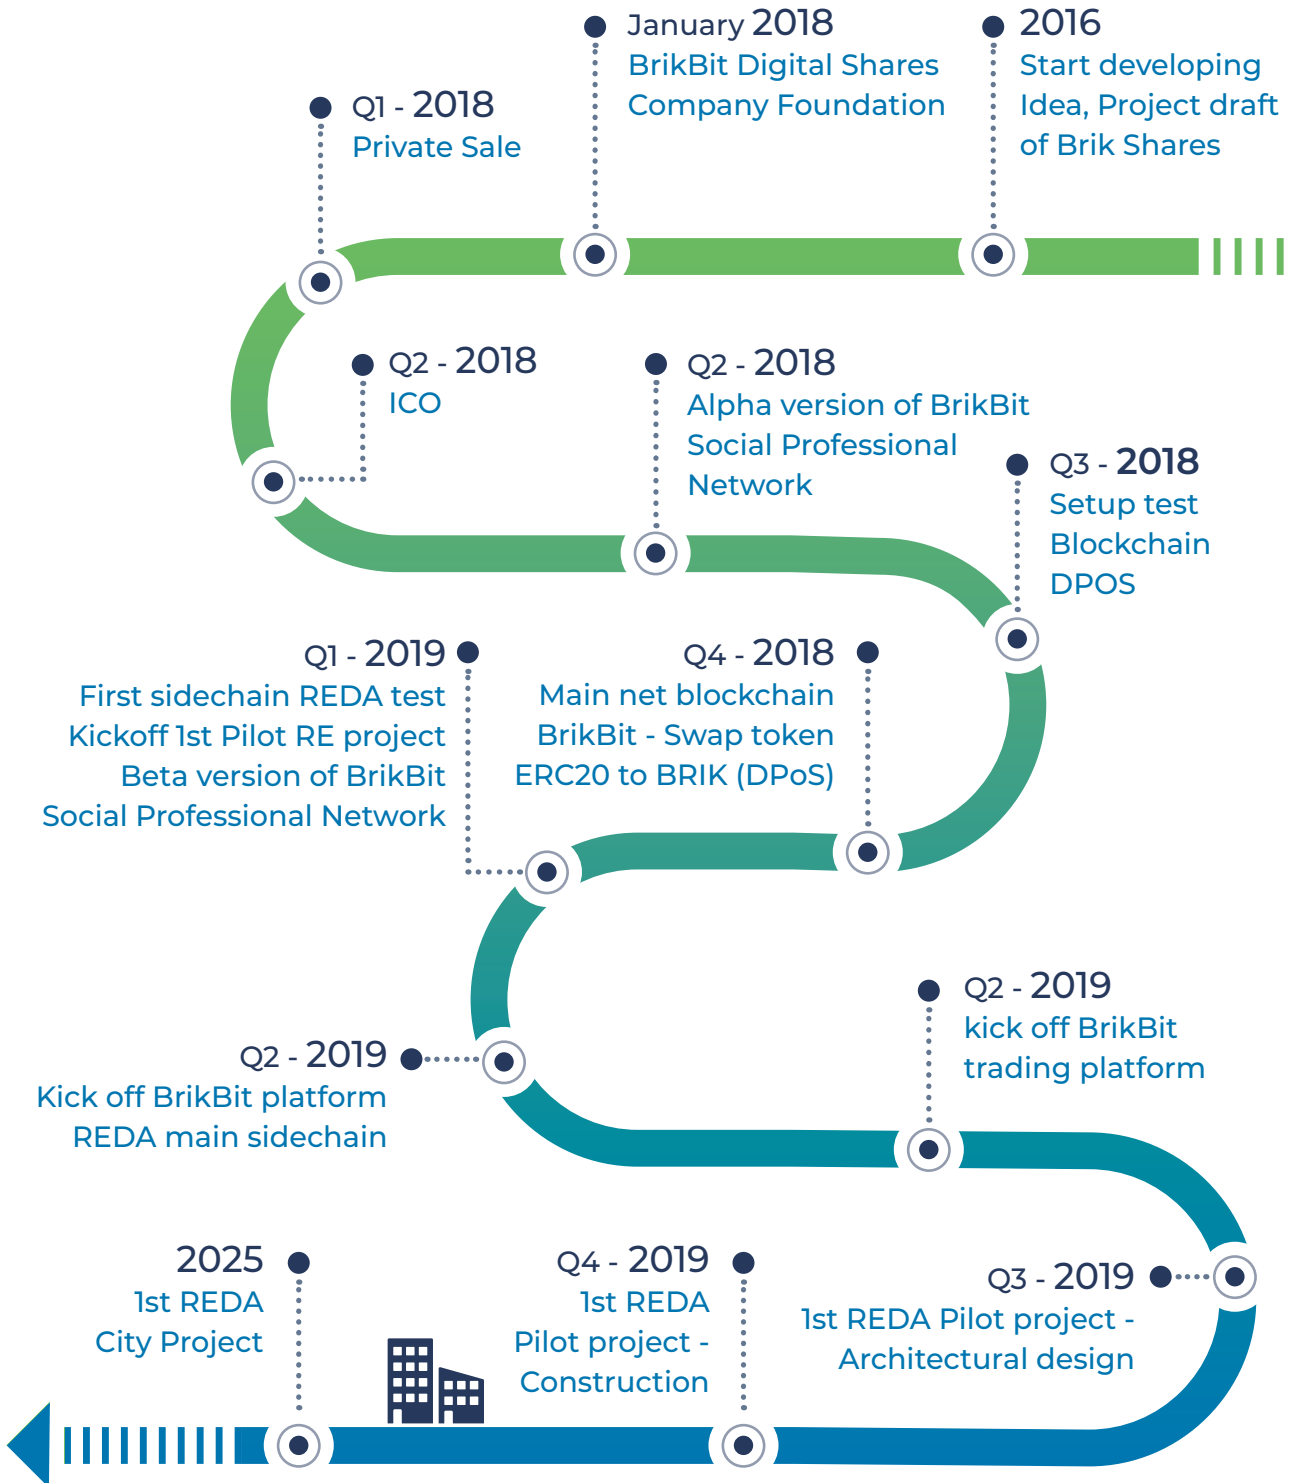 2016
Start developing
Idea, Project draft
of Brik Shares
January 2018
BrikBit Digital Shares
Company Foundation
Q1 - 2018
Private Sale
Q2 - 2018
ICO
Q2 - 2018
Alpha version of BrikBit
Social Professional
Network
Q3 - 2018
Setup test
Blockchain
DPOS
Q4 - 2018
Main net blockchain
BrikBit - Swap token
ERC20 to BRIK (DPoS)
Q1 - 2019
First sidechain REDA test
Kickoff 1st Pilot RE project
Beta version of BrikBit
Social Professional Network
Q2 - 2019
Kick off BrikBit platform
REDA main sidechain
Q2 - 2019
kick off BrikBit
trading platform
Q3 - 2019
1st REDA Pilot project -
Architectural design
Q4 - 2019
1st REDA
Pilot project -
Construction
2025
1st REDA
City Project